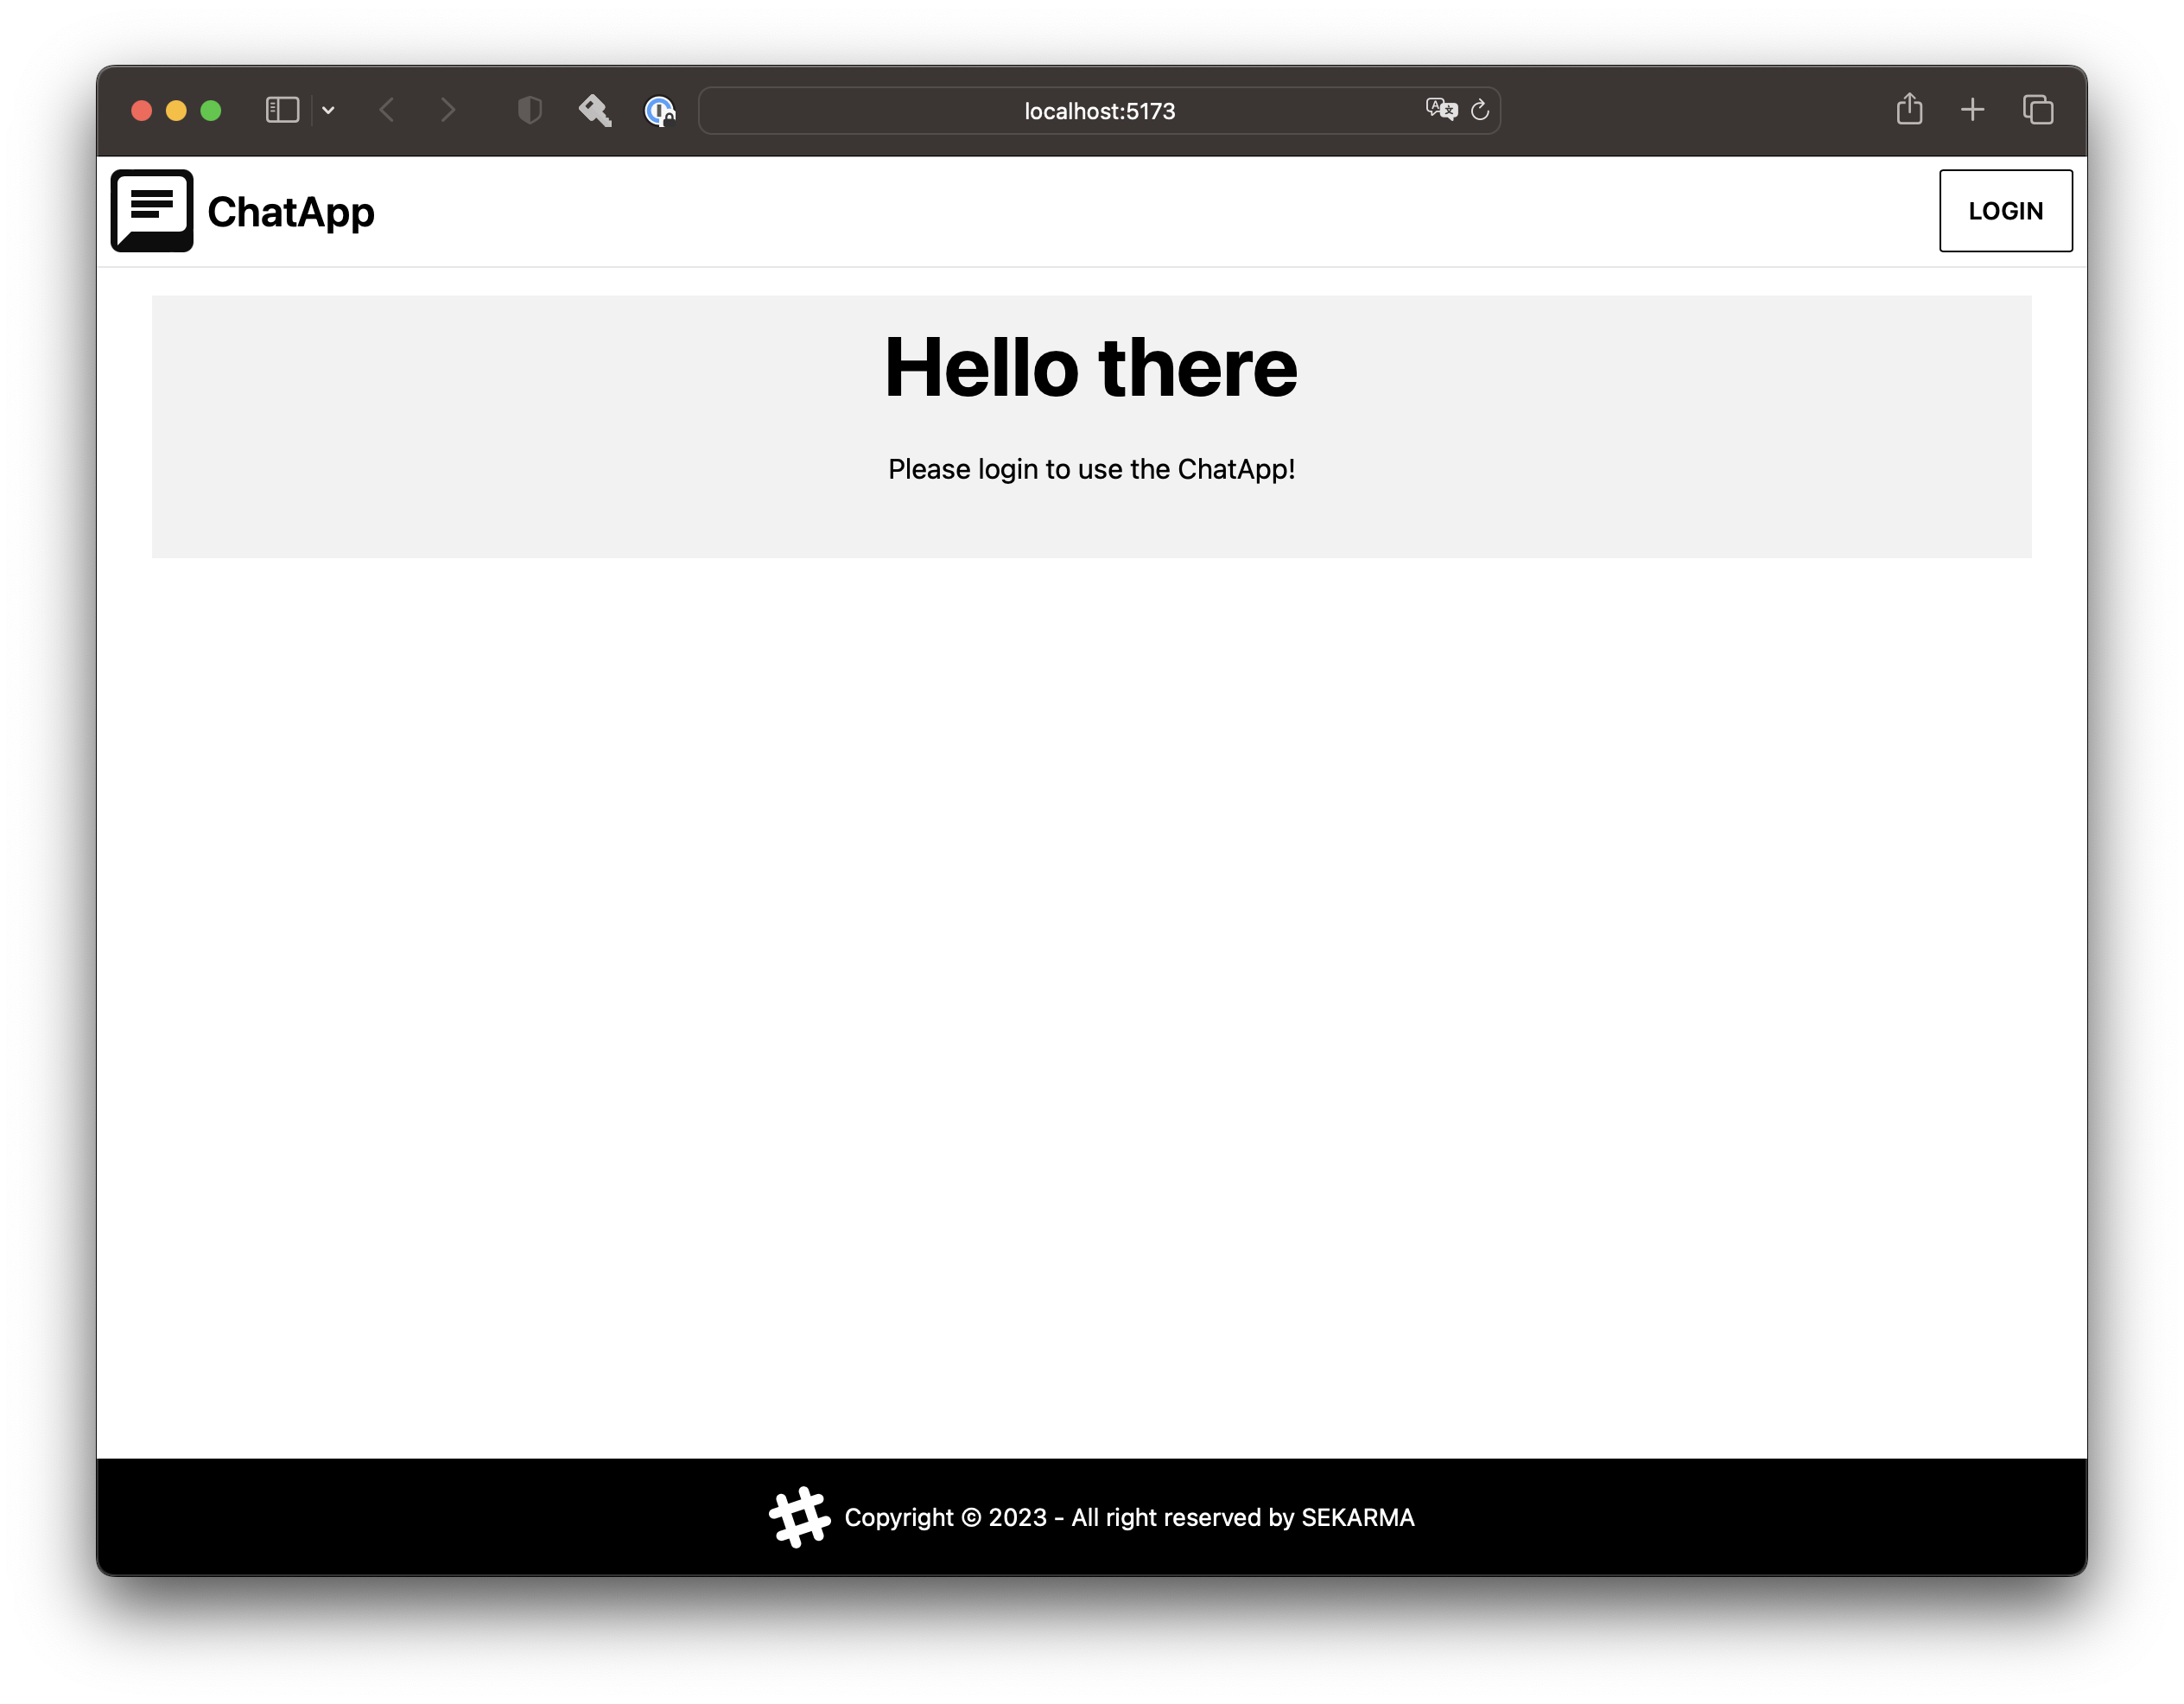 localhost:5173
ChatApp
LOGIN
Hello there
Please login to use the ChatApp!
Copyright © 2023 - All right reserved by SEKARMA